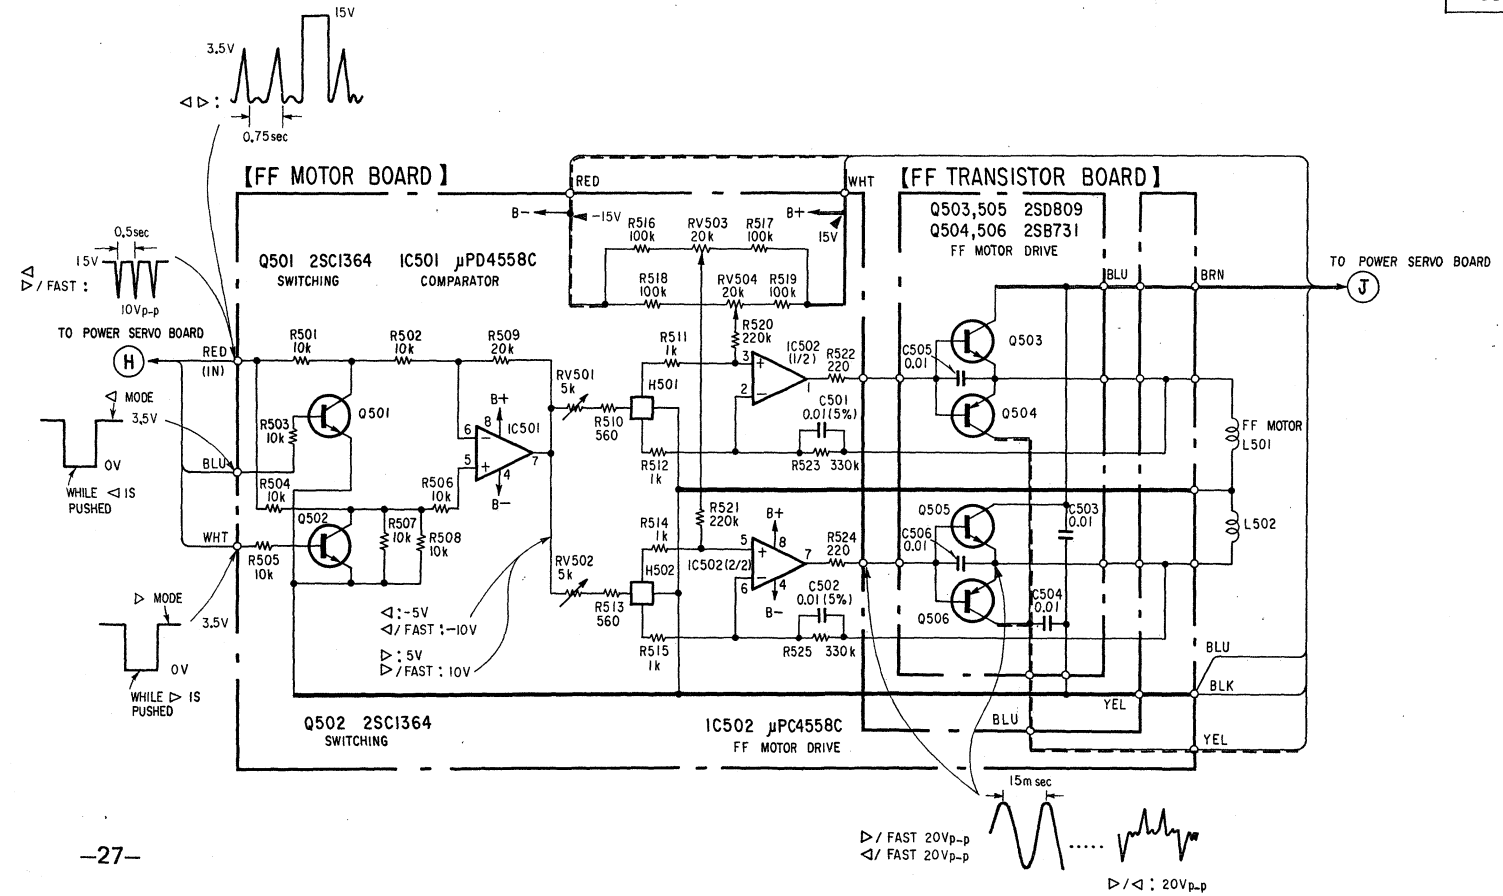 15V
3.5V
◁ ▷ :
0.75sec
【FF MOTOR BOARD】
RED
WHT
【FF TRANSISTOR BOARD】
B-
-15V
B+
15V
Q503,505 2SD809
Q504,506 2SB731
FF MOTOR DRIVE
R516
100k
RV503
20k
R517
100k
0.5sec
15V
◁
▷/FAST :
10Vp-p
Q501 2SC1364
SWITCHING
IC501 μPD4558C
COMPARATOR
R518
100k
RV504
20k
R519
100k
BLU
BRN
TO POWER SERVO BOARD
J
TO POWER SERVO BOARD
H
RED
(IN)
R501
10k
R502
10k
R509
20k
R511
1k
R520
220k
IC502
(1/2)
3
+
2
-
1
R522
220
C505
0.01
Q503
Q504
RV501
5k
H501
R510
560
C501
0.01(5%)
R523 330k
R512
1k
FF MOTOR
L501
◁ MODE
3.5V
0V
WHILE ◁ IS
PUSHED
R503
10k
Q501
BLU
B+
8
IC501
6
-
5
+
7
4
B-
R504
10k
R506
10k
Q502
R507
10k
R508
10k
WHT
R505
10k
R514
1k
R521
220k
B+
8
5
+
6
-
7
IC502(2/2)
4
B-
R524
220
Q505
C506
0.01
C503
0.01
L502
RV502
5k
H502
R513
560
C502
0.01(5%)
R525 330k
R515
1k
Q506
C504
0.01
▷ MODE
3.5V
0V
WHILE ▷ IS
PUSHED
◁ : -5V
◁/FAST : -10V
▷ : 5V
▷/FAST : 10V
BLU
BLK
YEL
BLU
YEL
Q502 2SC1364
SWITCHING
IC502 μPC4558C
FF MOTOR DRIVE
15m sec
▷/ FAST 20Vp-p
◁/ FAST 20Vp-p
.....
▷/◁ : 20Vp-p
-27-